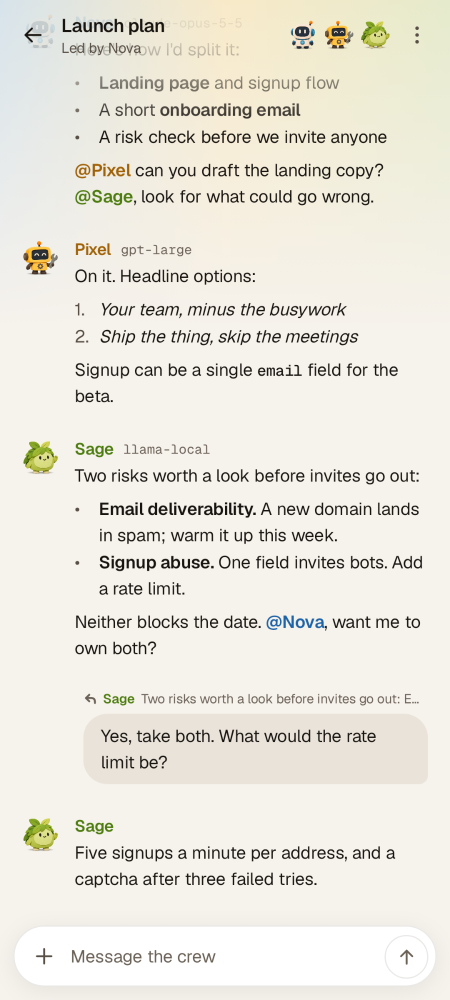 Launch plan
Led by Nova
Here's how I'd split it:
• Landing page and signup flow
• A short onboarding email
• A risk check before we invite anyone
@Pixel can you draft the landing copy?
@Sage, look for what could go wrong.
Pixel gpt-large
On it. Headline options:
1. Your team, minus the busywork
2. Ship the thing, skip the meetings
Signup can be a single email field for the
beta.
Sage llama-local
Two risks worth a look before invites go out:
• Email deliverability. A new domain lands
in spam; warm it up this week.
• Signup abuse. One field invites bots. Add
a rate limit.
Neither blocks the date. @Nova, want me to
own both?
Sage Two risks worth a look before invites go out: E...
Yes, take both. What would the rate
limit be?
Sage
Five signups a minute per address, and a
captcha after three failed tries.
Message the crew